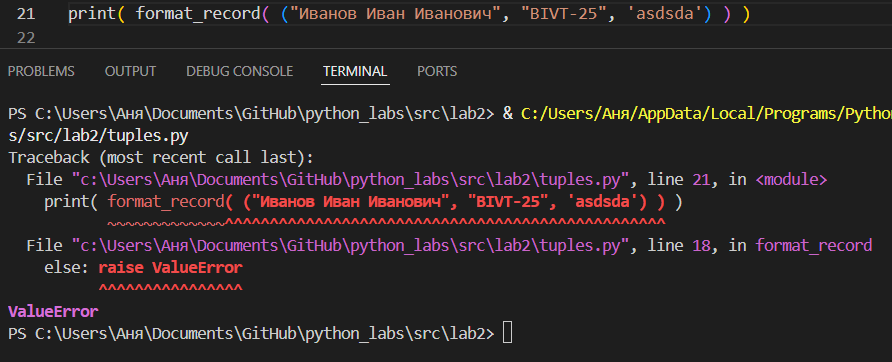 21 print( format_record( ("Иванов Иван Иванович", "BIVT-25", 'asdsda') ) )
22
PROBLEMS OUTPUT DEBUG CONSOLE TERMINAL PORTS
PS C:\Users\Аня\Documents\GitHub\python_labs\src\lab2> & C:/Users/Аня/AppData/Local/Programs/Pytho
s/src/lab2/tuples.py
Traceback (most recent call last):
File "c:\Users\Аня\Documents\GitHub\python_labs\src\lab2\tuples.py", line 21, in <module>
print( format_record( ("Иванов Иван Иванович", "BIVT-25", 'asdsda') ) )
~~~~~~~~~~~~~^^^^^^^^^^^^^^^^^^^^^^^^^^^^^^^^^^^^^^^^^^^^^^^^^
File "c:\Users\Аня\Documents\GitHub\python_labs\src\lab2\tuples.py", line 18, in format_record
else: raise ValueError
^^^^^^^^^^^^^^^^
ValueError
PS C:\Users\Аня\Documents\GitHub\python_labs\src\lab2>